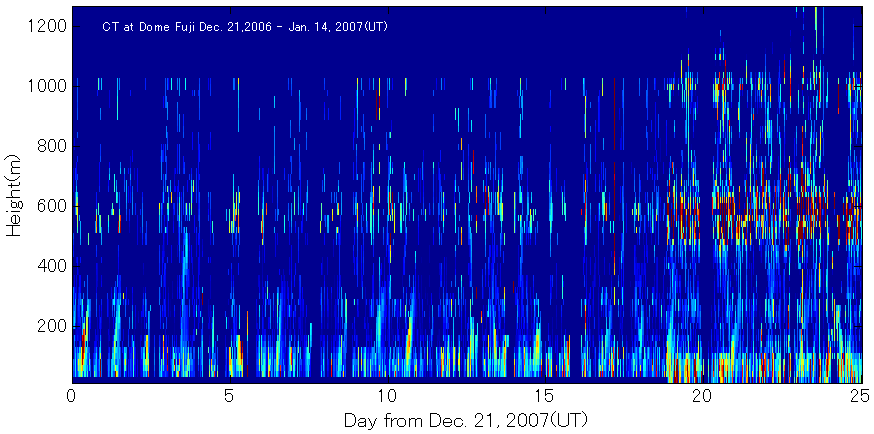 CT at Dome Fuji Dec. 21,2006 - Jan. 14, 2007(UT)
1200
1000
800
600
400
200
Height(m)
0 5 10 15 20 25
Day from Dec. 21, 2007(UT)